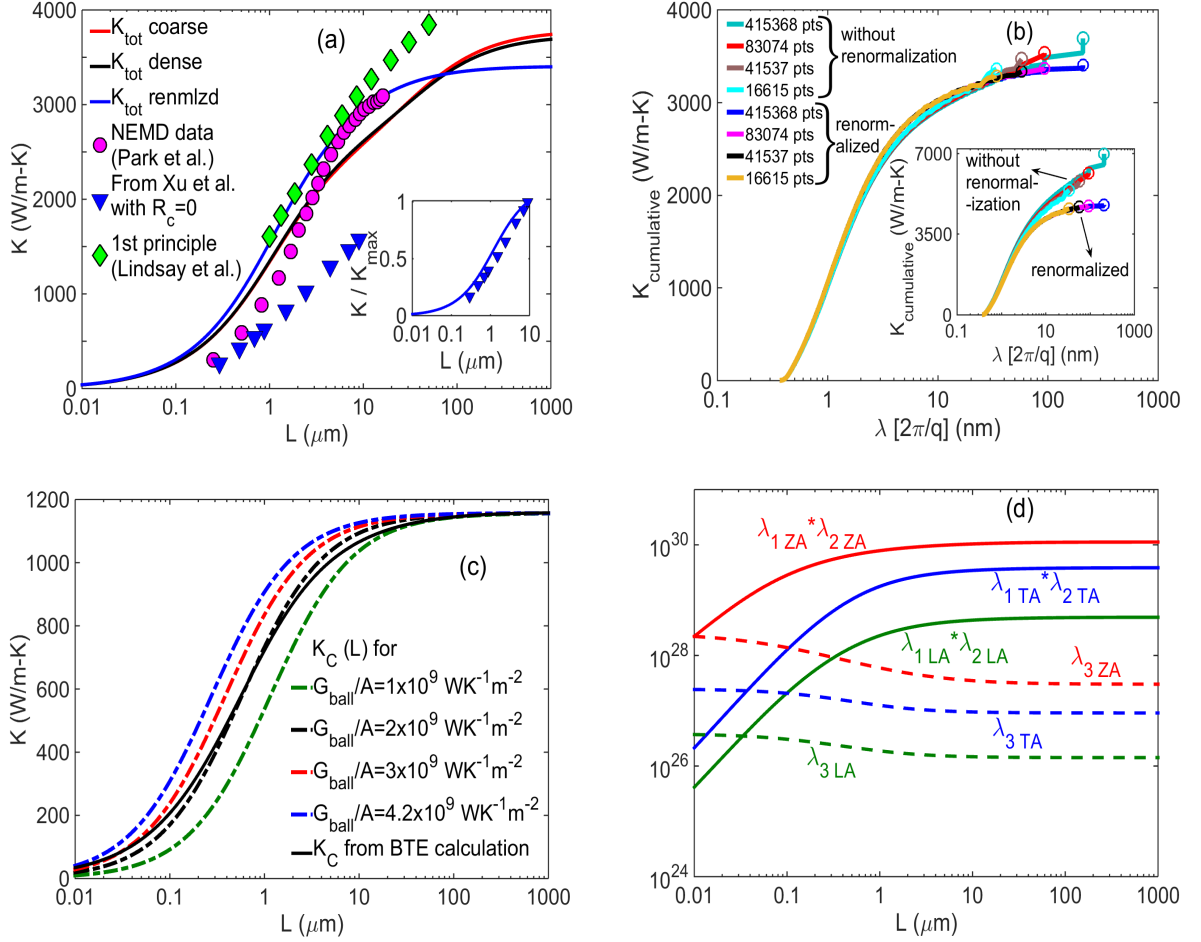 (a)
K_tot coarse
K_tot dense
K_tot renmlzd
NEMD data
(Park et al.)
From Xu et al.
with R_c=0
1st principle
(Lindsay et al.)
K (W/m-K)
4000
3000
2000
1000
0
0.01 0.1 1 10 100 1000
L (μm)
K / K_max
1
0.5
0
0.01 0.1 1 10
L (μm)
(b)
415368 pts
83074 pts
41537 pts
16615 pts
without
renormalization
415368 pts
83074 pts
41537 pts
16615 pts
renorm-
alized
K_cumulative (W/m-K)
4000
3000
2000
1000
0
0.1 1 10 100 1000
λ [2π/q] (nm)
K_cumulative (W/m-K)
7000
3500
0
without
renormal-
-ization
renormalized
0.1 10 1000
λ [2π/q] (nm)
(c)
K (W/m-K)
1200
1000
800
600
400
200
0
K_C (L) for
G_ball/A=1x10^9 WK^-1m^-2
G_ball/A=2x10^9 WK^-1m^-2
G_ball/A=3x10^9 WK^-1m^-2
G_ball/A=4.2x10^9 WK^-1m^-2
K_C from BTE calculation
0.01 0.1 1 10 100 1000
L (μm)
(d)
10^30
10^28
10^26
10^24
λ_1 ZA*λ_2 ZA
λ_1 TA*λ_2 TA
λ_1 LA*λ_2 LA
λ_3 ZA
λ_3 TA
λ_3 LA
0.01 0.1 1 10 100 1000
L (μm)